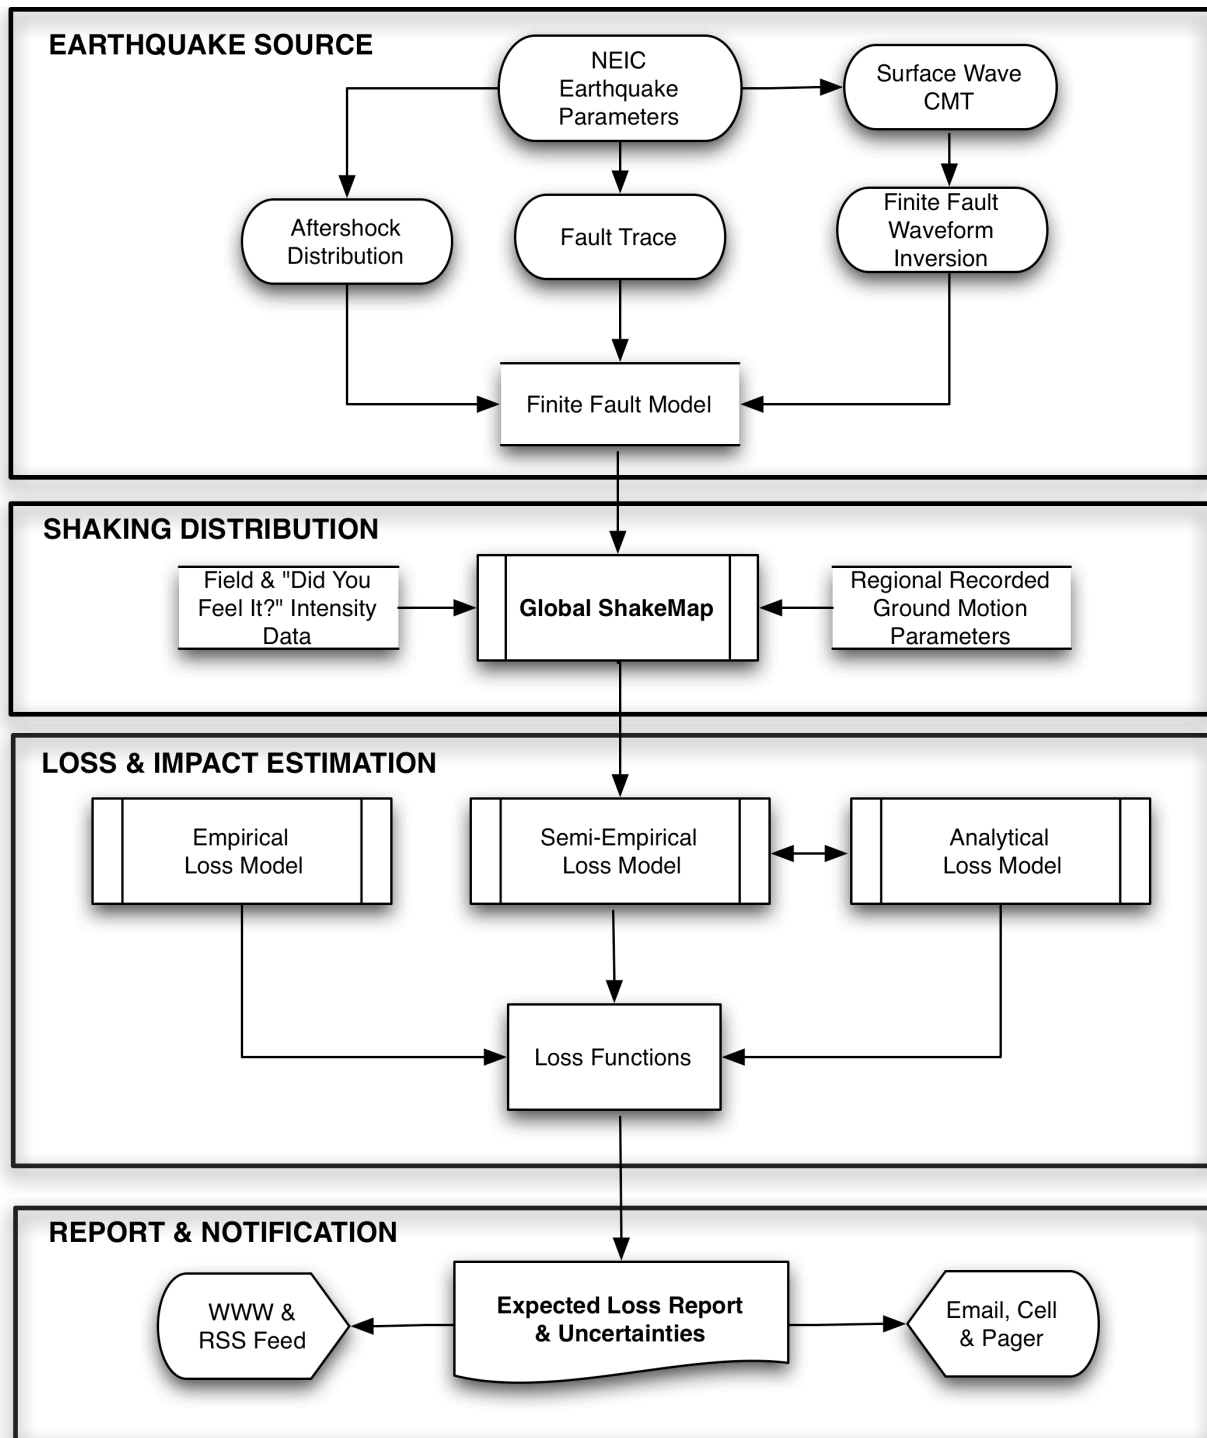 EARTHQUAKE SOURCE
NEIC
Earthquake
Parameters
Surface Wave
CMT
Aftershock
Distribution
Fault Trace
Finite Fault
Waveform
Inversion
Finite Fault Model
SHAKING DISTRIBUTION
Field & "Did You
Feel It?" Intensity
Data
Global ShakeMap
Regional Recorded
Ground Motion
Parameters
LOSS & IMPACT ESTIMATION
Empirical
Loss Model
Semi-Empirical
Loss Model
Analytical
Loss Model
Loss Functions
REPORT & NOTIFICATION
WWW &
RSS Feed
Expected Loss Report
& Uncertainties
Email, Cell
& Pager